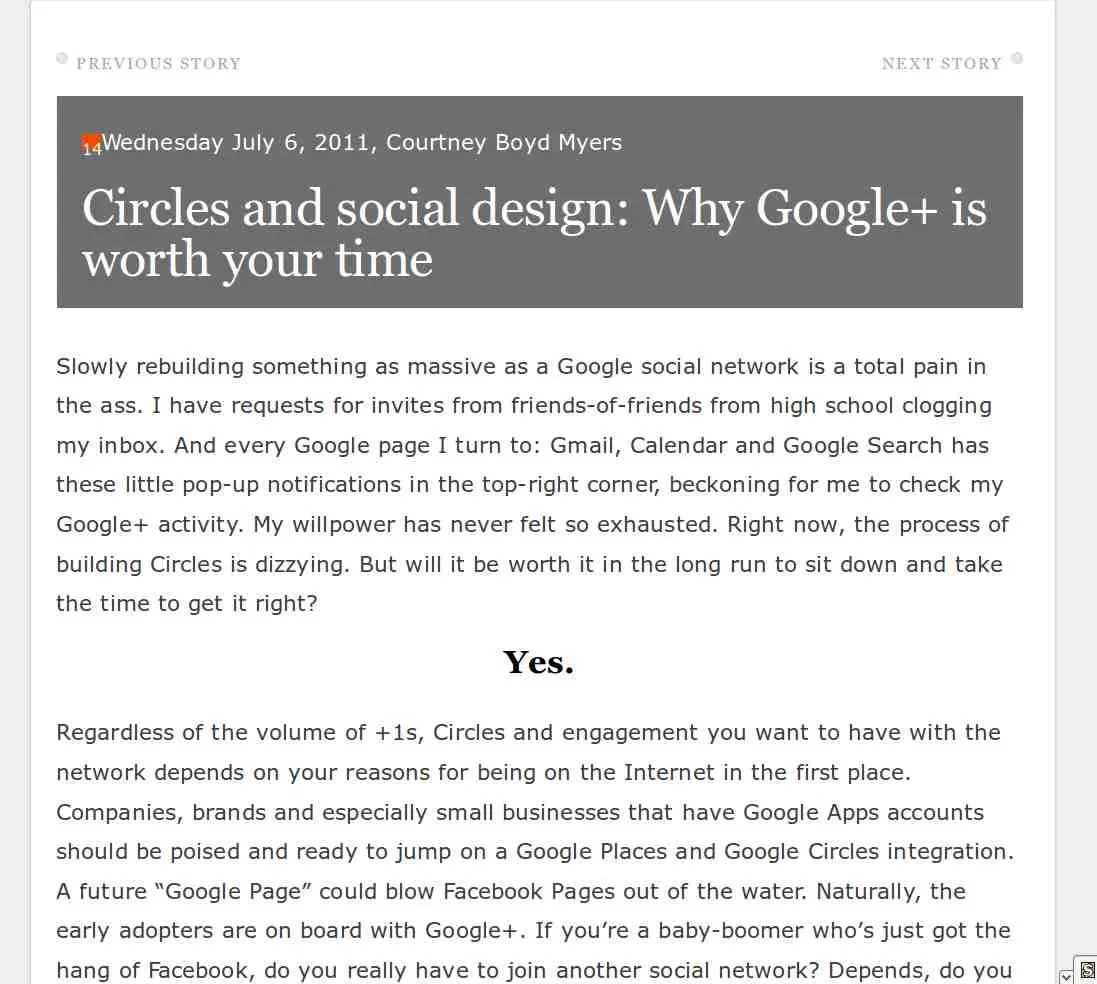 PREVIOUS STORY
NEXT STORY
14
Wednesday July 6, 2011, Courtney Boyd Myers
Circles and social design: Why Google+ is
worth your time
Slowly rebuilding something as massive as a Google social network is a total pain in
the ass. I have requests for invites from friends-of-friends from high school clogging
my inbox. And every Google page I turn to: Gmail, Calendar and Google Search has
these little pop-up notifications in the top-right corner, beckoning for me to check my
Google+ activity. My willpower has never felt so exhausted. Right now, the process of
building Circles is dizzying. But will it be worth it in the long run to sit down and take
the time to get it right?
Yes.
Regardless of the volume of +1s, Circles and engagement you want to have with the
network depends on your reasons for being on the Internet in the first place.
Companies, brands and especially small businesses that have Google Apps accounts
should be poised and ready to jump on a Google Places and Google Circles integration.
A future “Google Page” could blow Facebook Pages out of the water. Naturally, the
early adopters are on board with Google+. If you’re a baby-boomer who’s just got the
hang of Facebook, do you really have to join another social network? Depends, do you
S